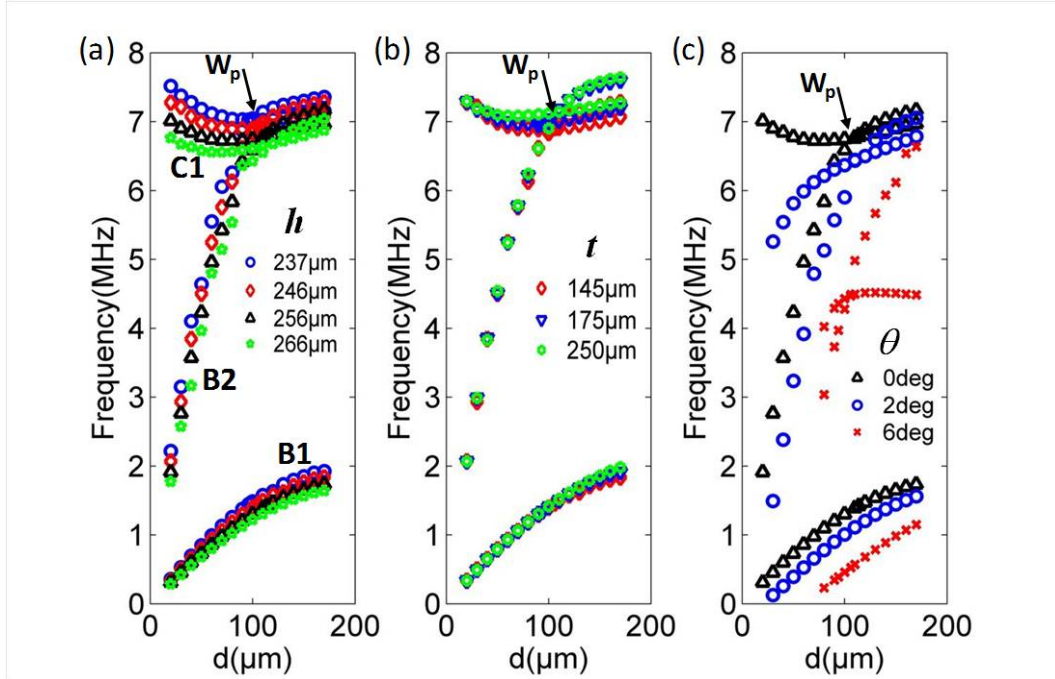 (a)
Frequency(MHz)
8
7
6
5
4
3
2
1
0
Wp
C1
B2
B1
h
237μm
246μm
256μm
266μm
0 100 200
d(μm)
(b)
Frequency(MHz)
8
7
6
5
4
3
2
1
0
Wp
t
145μm
175μm
250μm
0 100 200
d(μm)
(c)
Frequency(MHz)
8
7
6
5
4
3
2
1
0
Wp
θ
0deg
2deg
6deg
0 100 200
d(μm)